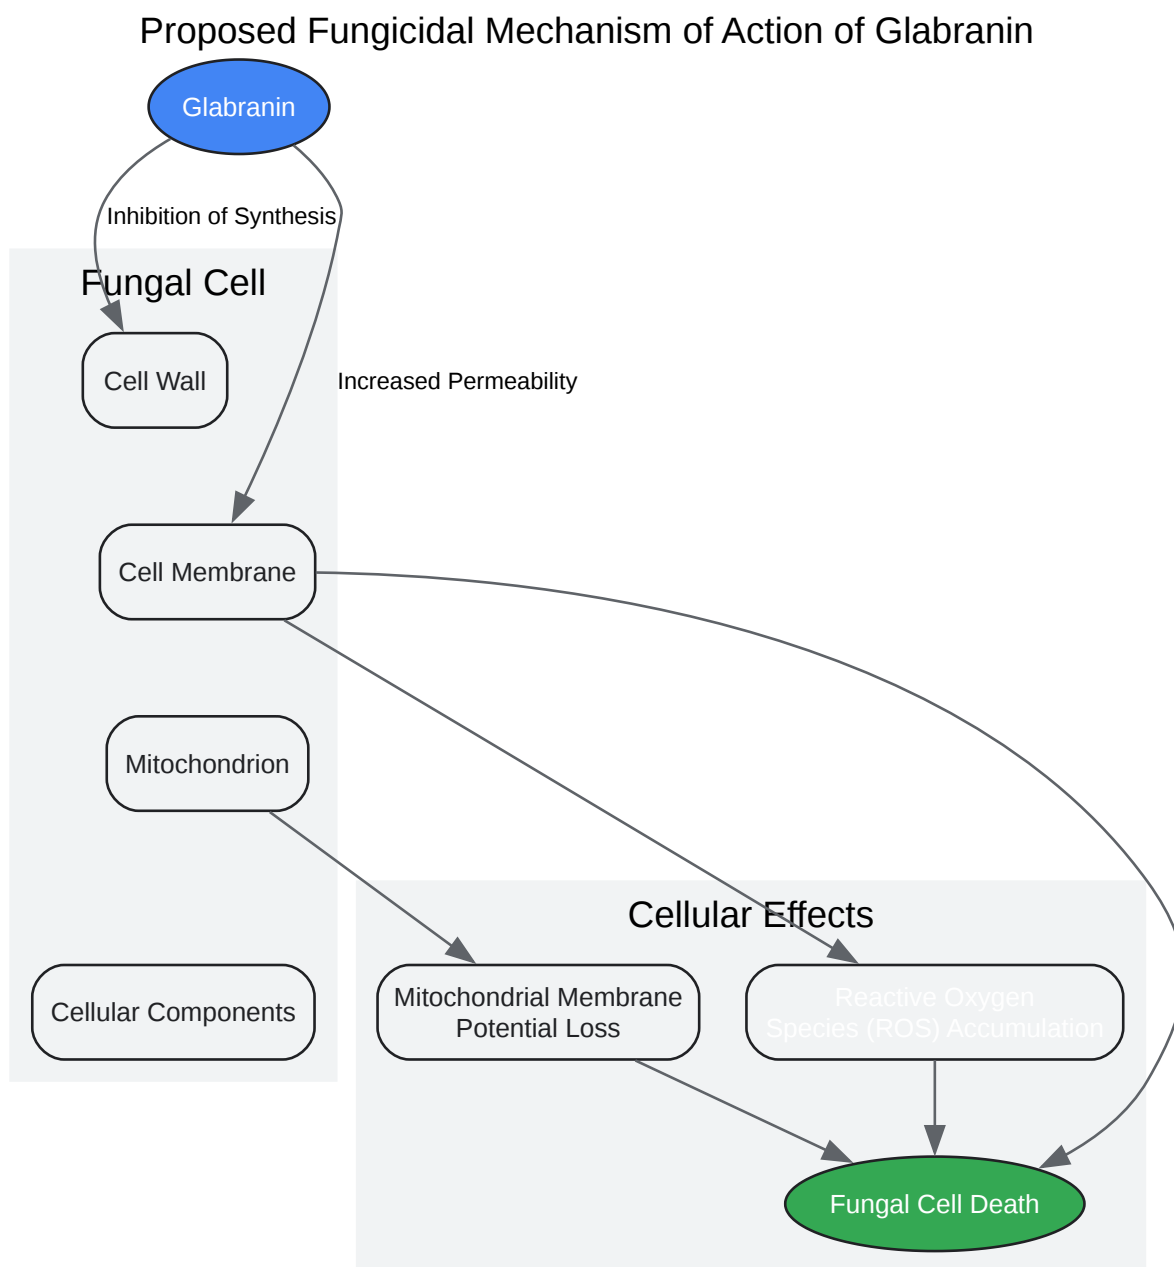 Proposed Fungicidal Mechanism of Action of Glabranin
Glabranin
Inhibition of Synthesis
Fungal Cell
Cell Wall
Increased Permeability
Cell Membrane
Mitochondrion
Cellular Effects
Cellular Components
Mitochondrial Membrane
Potential Loss
Reactive Oxygen
Species (ROS) Accumulation
Fungal Cell Death